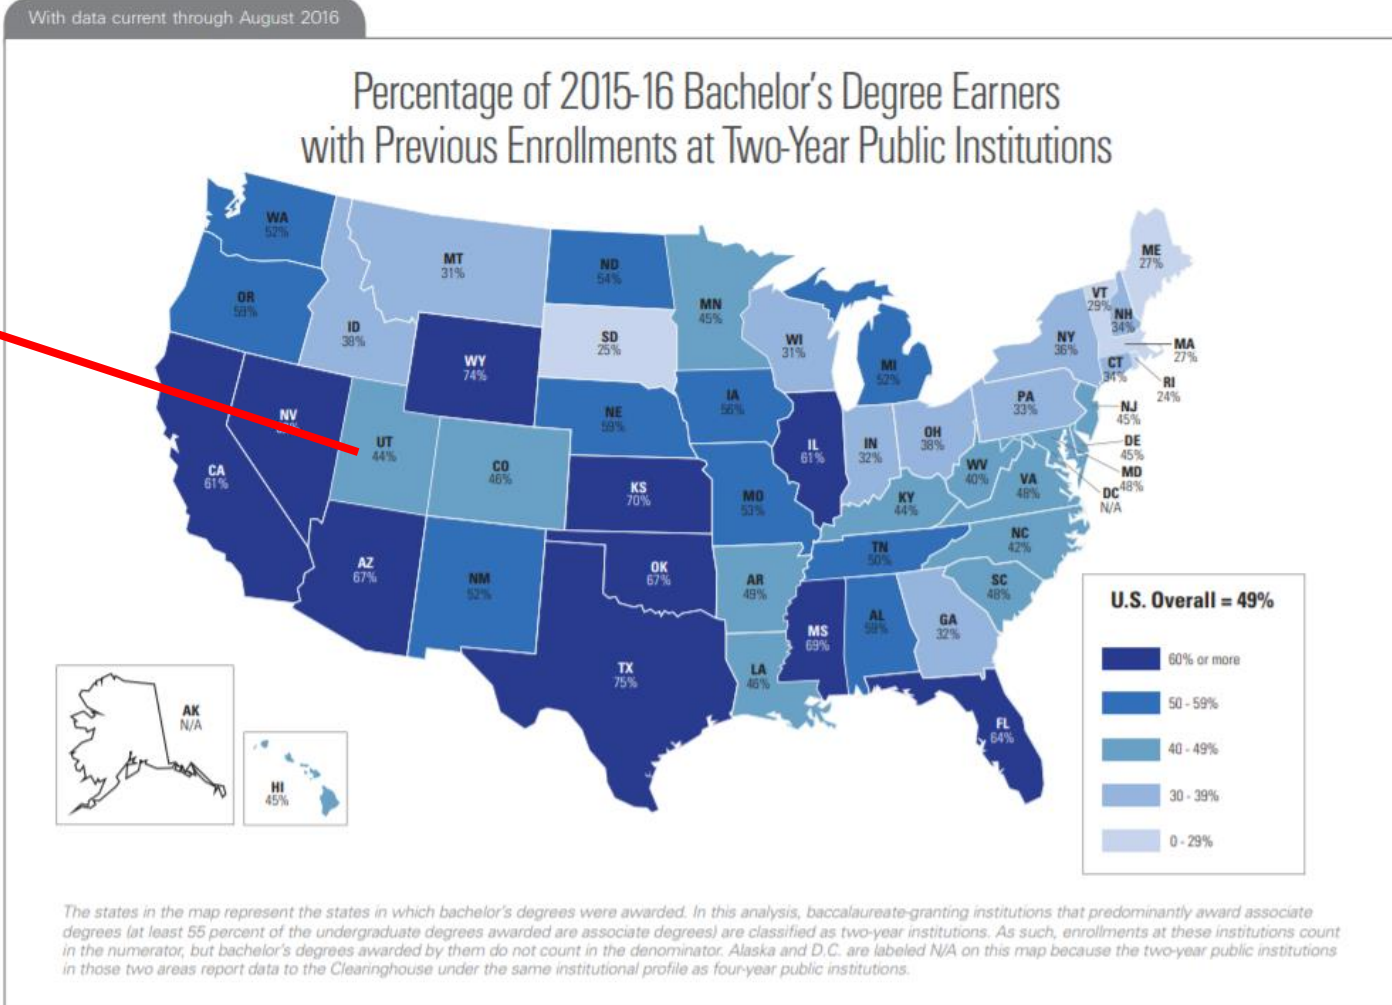 With data current through August 2016
Percentage of 2015-16 Bachelor's Degree Earners
with Previous Enrollments at Two-Year Public Institutions
WA
52%
OR
59%
ID
38%
MT
31%
ND
54%
SD
25%
WY
74%
NE
59%
NV
UT
44%
CO
46%
CA
61%
AZ
67%
NM
52%
KS
70%
OK
67%
TX
75%
MN
45%
IA
56%
MO
53%
AR
49%
LA
46%
WI
31%
IL
61%
MI
52%
IN
32%
OH
38%
KY
44%
TN
50%
MS
69%
AL
59%
GA
32%
FL
64%
SC
48%
NC
42%
VA
48%
WV
40%
PA
33%
NY
36%
VT
29%
NH
34%
ME
27%
MA
27%
CT
34%
RI
24%
NJ
45%
DE
45%
MD
48%
DC
N/A
AK
N/A
HI
45%
U.S. Overall = 49%
60% or more
50 - 59%
40 - 49%
30 - 39%
0 - 29%
The states in the map represent the states in which bachelor's degrees were awarded. In this analysis, baccalaureate-granting institutions that predominantly award associate
degrees (at least 55 percent of the undergraduate degrees awarded are associate degrees) are classified as two-year institutions. As such, enrollments at these institutions count
in the numerator, but bachelor's degrees awarded by them do not count in the denominator. Alaska and D.C. are labeled N/A on this map because the two-year public institutions
in those two areas report data to the Clearinghouse under the same institutional profile as four-year public institutions.